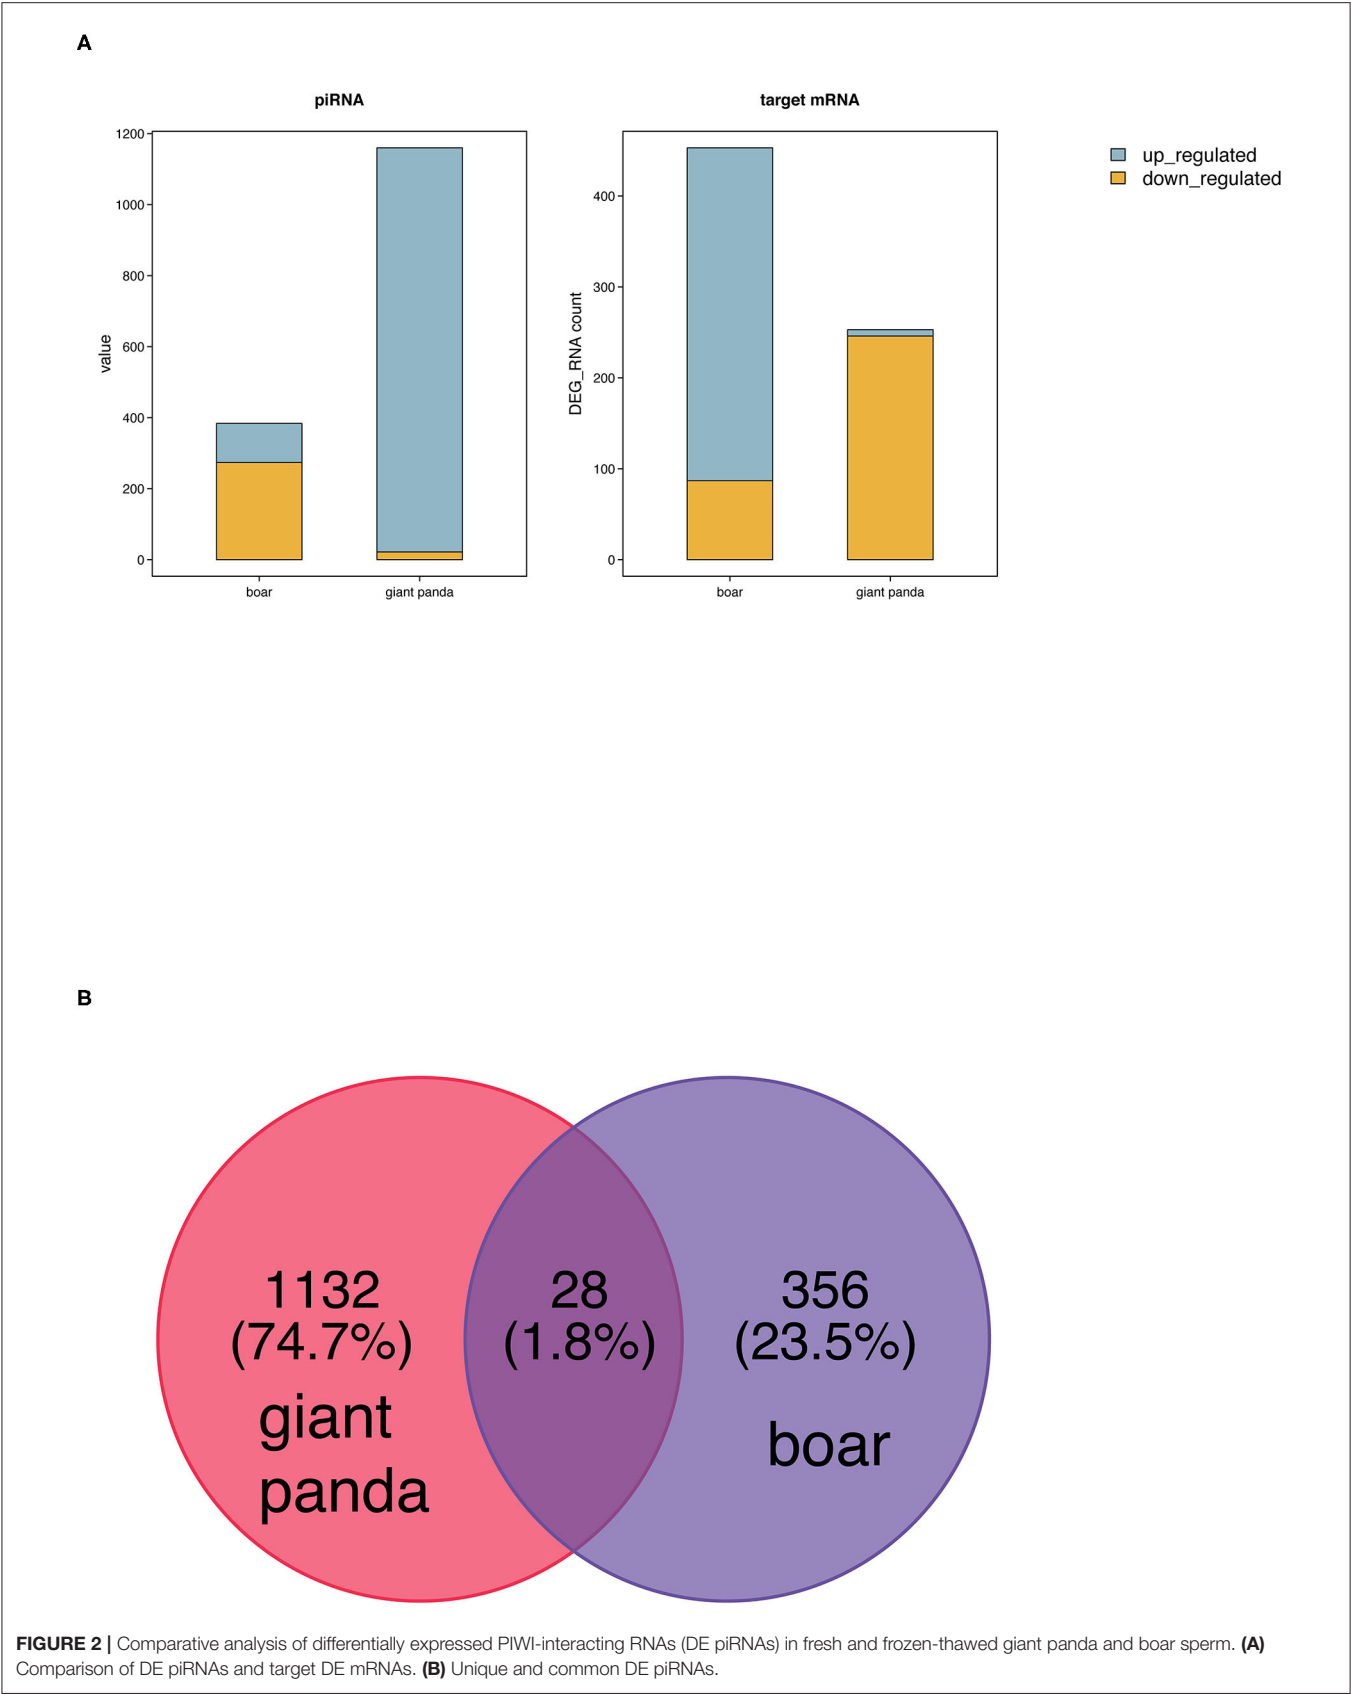 A
piRNA
target mRNA
up_regulated
down_regulated
value
1200
1000
800
600
400
200
0
boar
giant panda
DEG_RNA count
400
300
200
100
0
boar
giant panda
B
1132
(74.7%)
giant
panda
28
(1.8%)
356
(23.5%)
boar
FIGURE 2 | Comparative analysis of differentially expressed PIWI-interacting RNAs (DE piRNAs) in fresh and frozen-thawed giant panda and boar sperm. (A)
Comparison of DE piRNAs and target DE mRNAs. (B) Unique and common DE piRNAs.